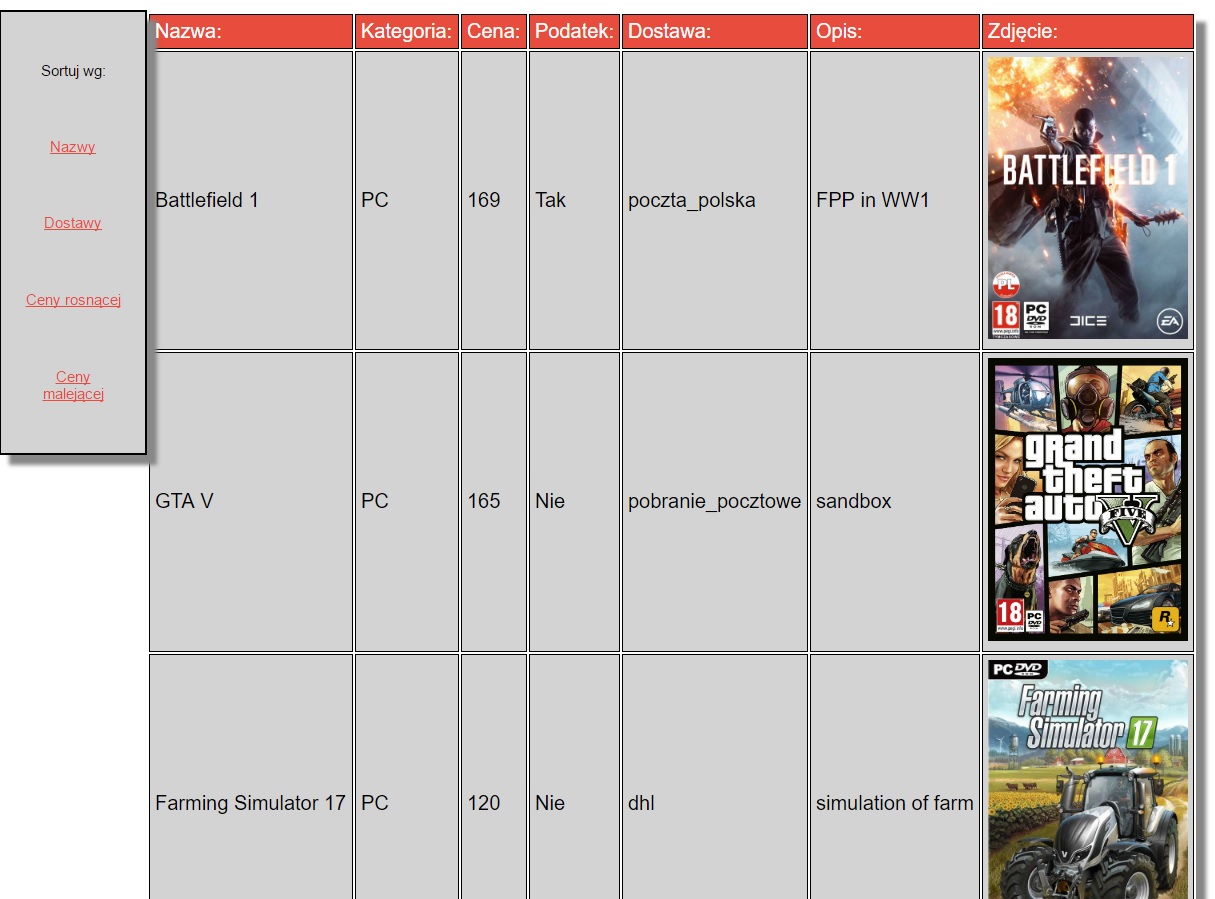 Sortuj wg:
Nazwy
Dostawy
Ceny rosnącej
Ceny
malejącej
Nazwa: Kategoria: Cena: Podatek: Dostawa: Opis: Zdjęcie:
Battlefield 1 PC 169 Tak poczta_polska FPP in WW1
BATTLEFIELD 1
PL
18 PC
DVD
ROM
DICE EA
GTA V PC 165 Nie pobranie_pocztowe sandbox
grand
theft
auto V
FIVE
18 PC
DVD
R
Farming Simulator 17 PC 120 Nie dhl simulation of farm
PC DVD
ROM
Farming
Simulator 17